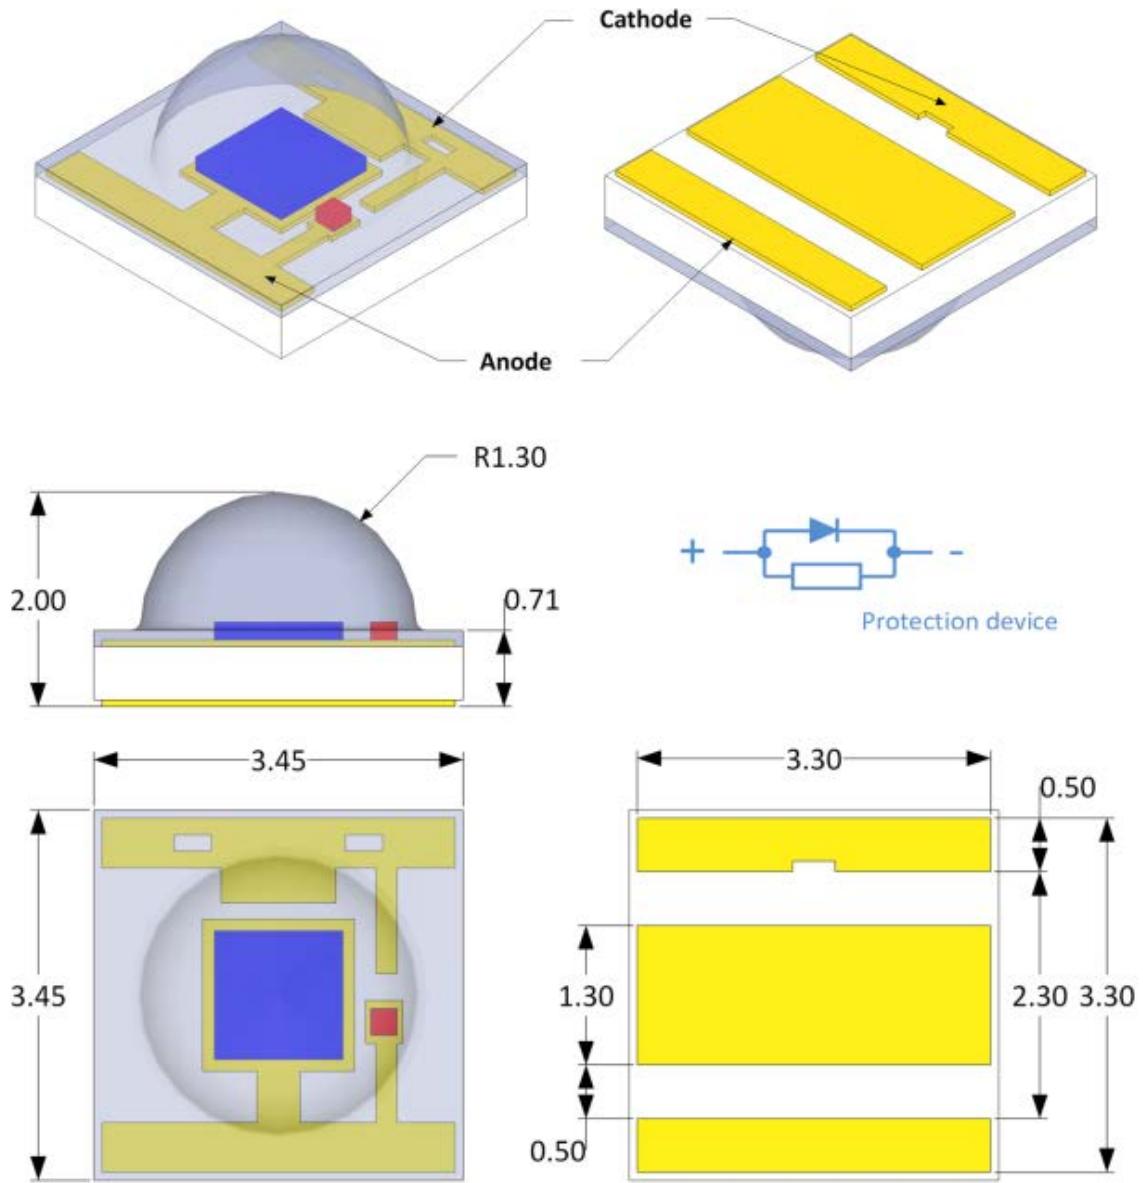 Cathode
Anode
R1.30
2.00
0.71
+ -
Protection device
3.45
3.30
0.50
3.45
1.30
2.30 3.30
0.50